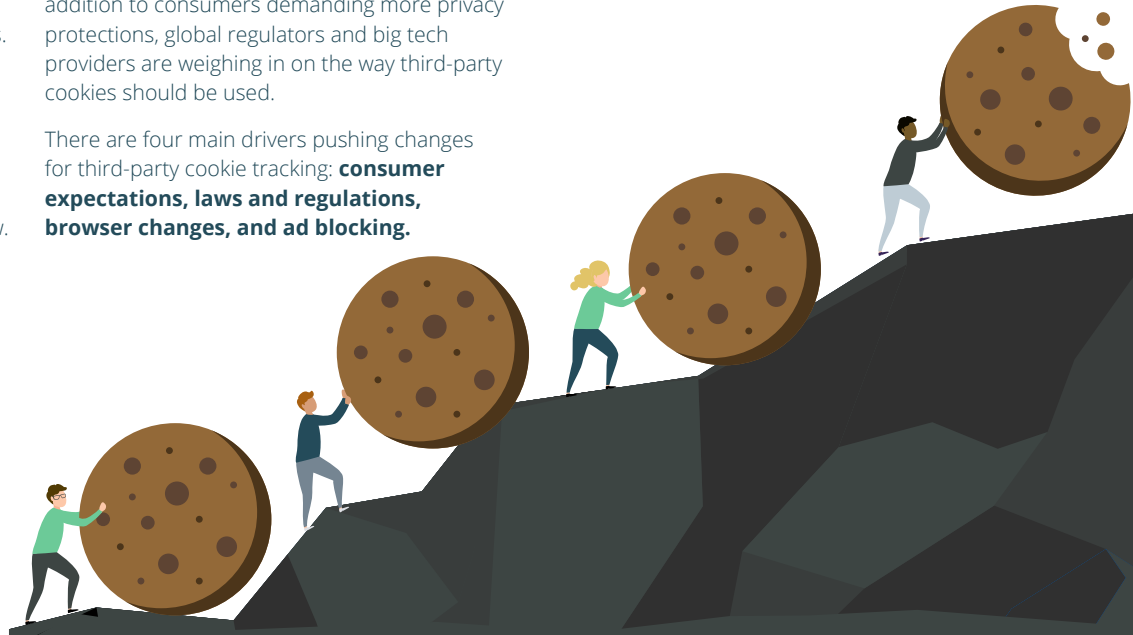 addition to consumers demanding more privacy
protections, global regulators and big tech
providers are weighing in on the way third-party
cookies should be used.
There are four main drivers pushing changes
for third-party cookie tracking: consumer
expectations, laws and regulations,
browser changes, and ad blocking.